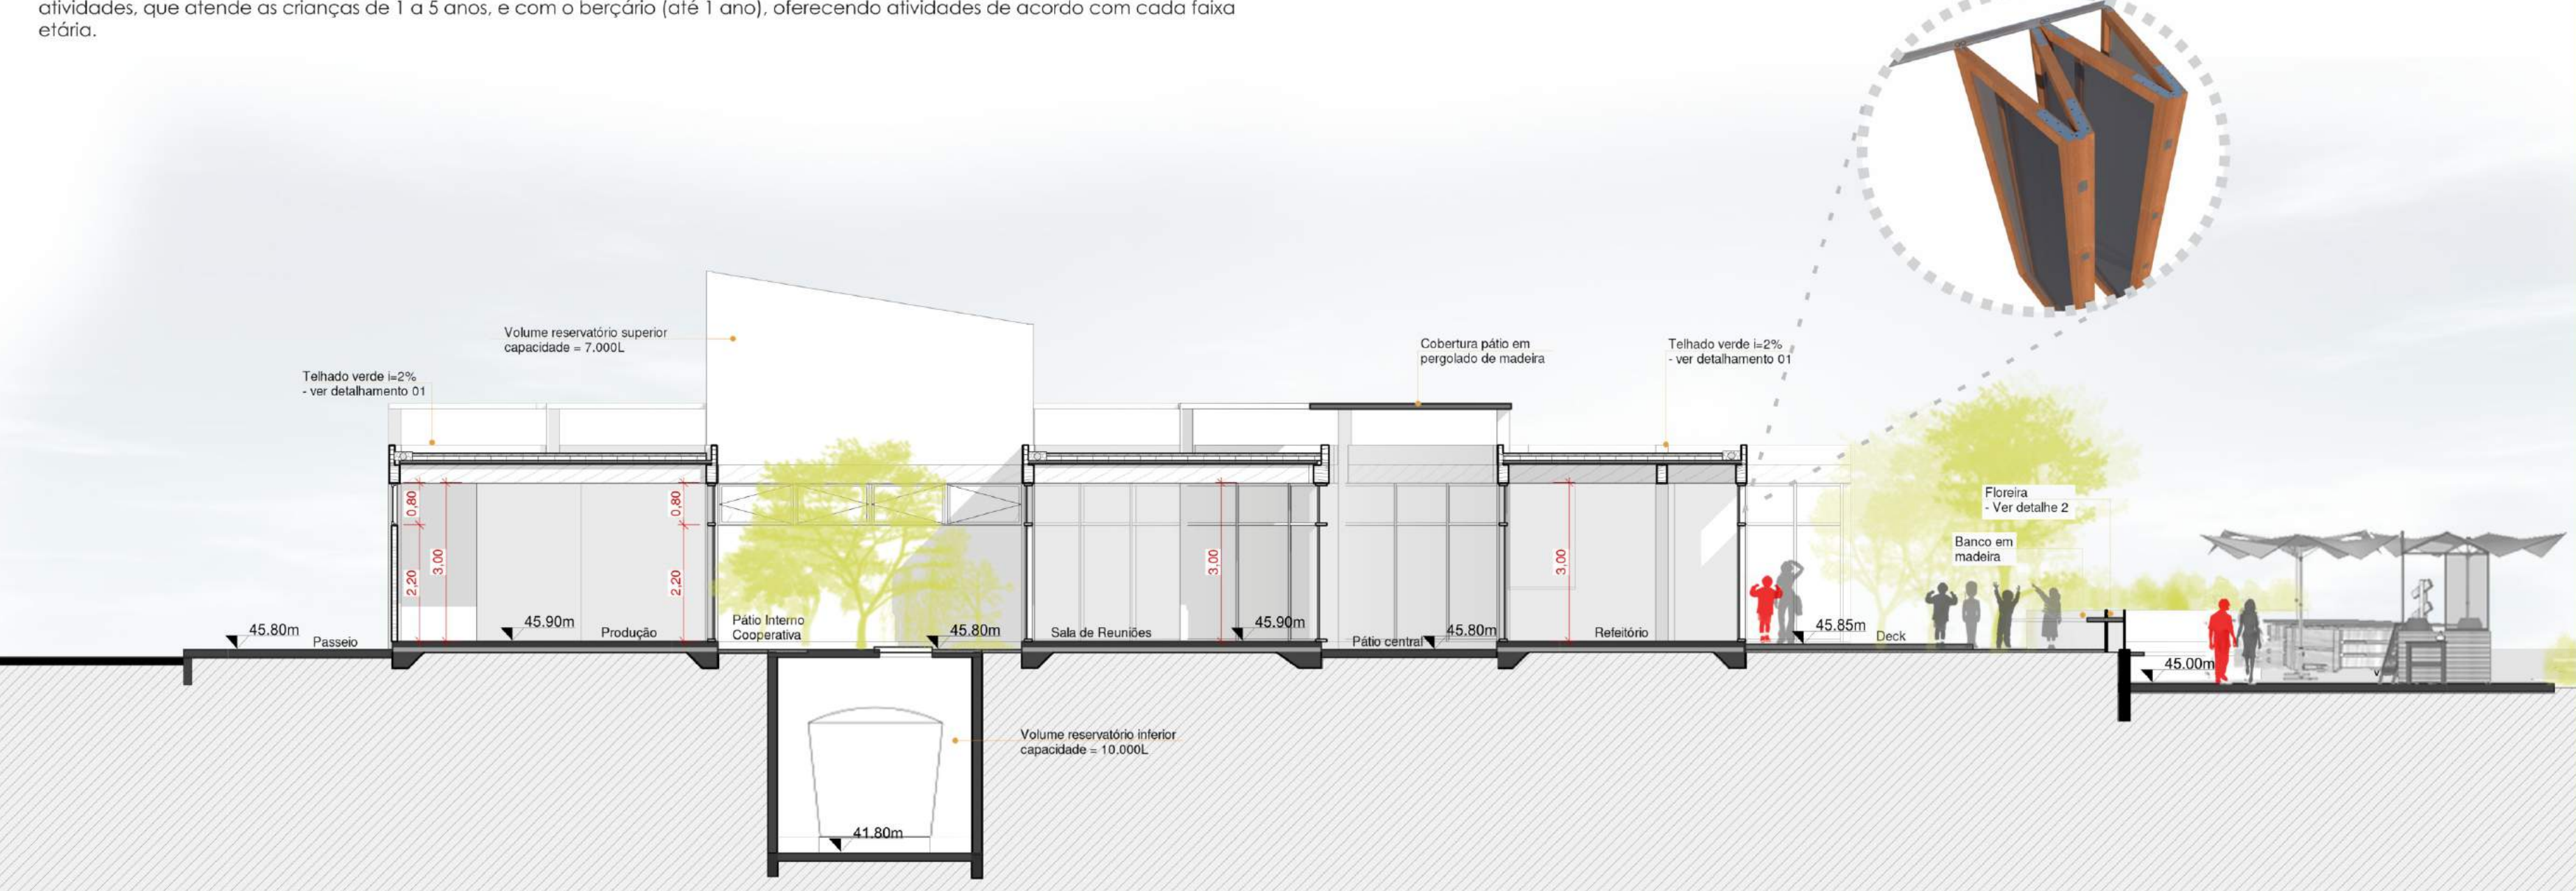 atividades, que atende as crianças de 1 a 5 anos, e com o berçário (até 1 ano), oferecendo atividades de acordo com cada faixa
etária.
Volume reservatório superior
capacidade = 7.000L
Cobertura pátio em
pergolado de madeira
Telhado verde i=2%
- ver detalhamento 01
Telhado verde i=2%
- ver detalhamento 01
0,80
3,00
2,20
0,80
2,20
3,00
3,00
Floreira
- Ver detalhe 2
Banco em
madeira
45.80m
Passeio
45.90m
Produção
Pátio Interno
Cooperativa
45.80m
Sala de Reuniões
45.90m
Pátio central
45.80m
Refeitório
45.85m
Deck
45.00m
Volume reservatório inferior
capacidade = 10.000L
41.80m